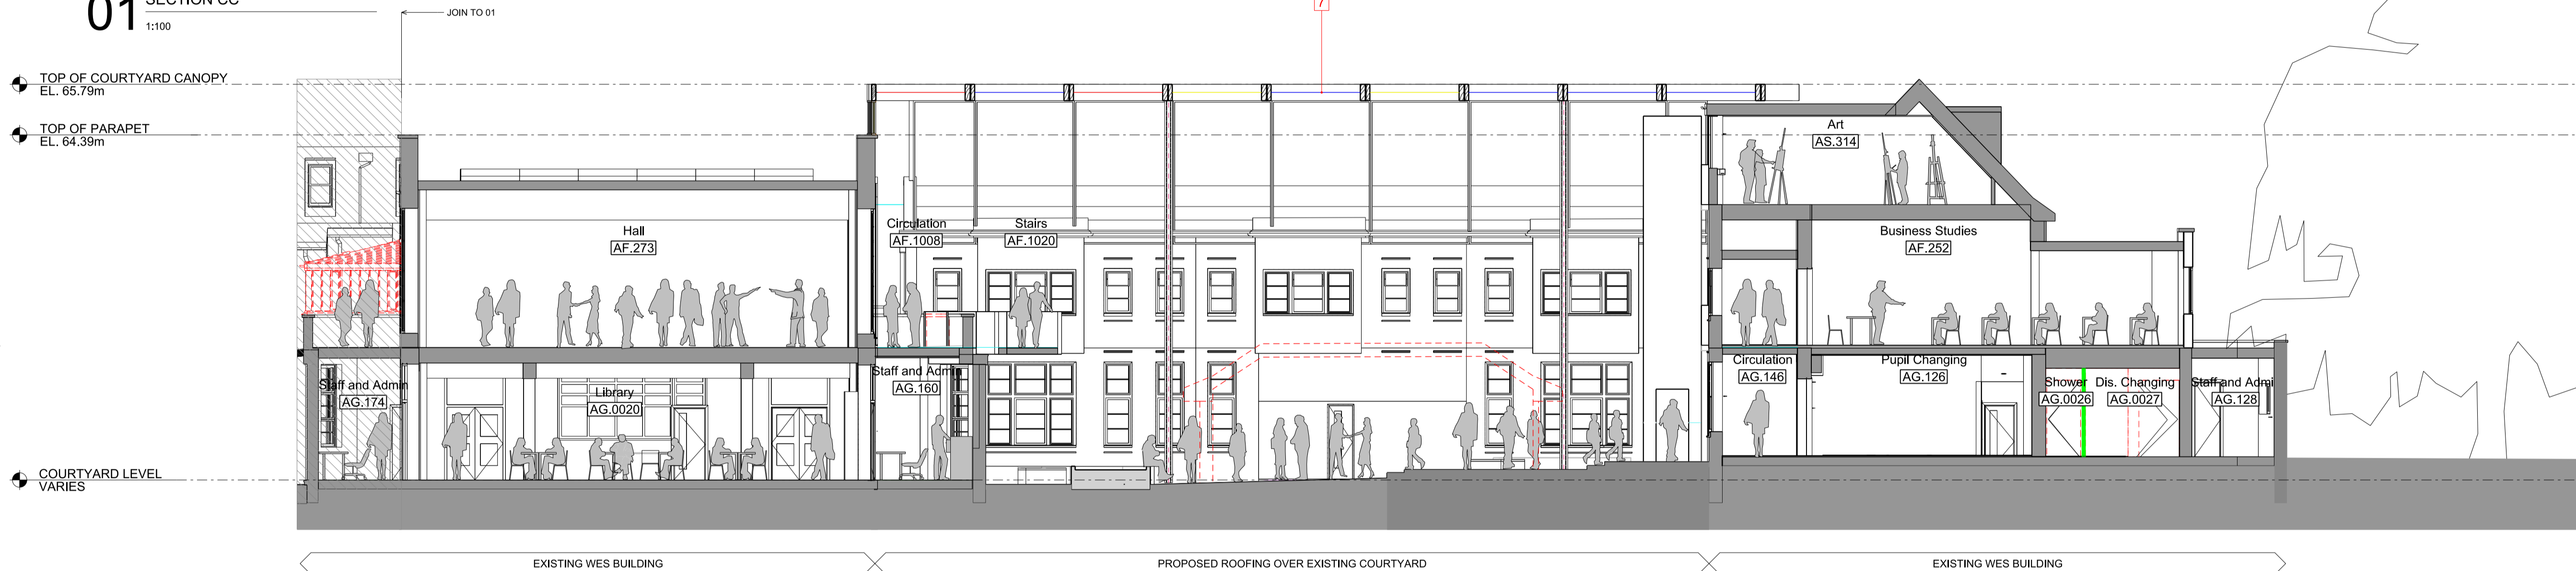 01
SECTION CC
1:100
JOIN TO 01
7
TOP OF COURTYARD CANOPY
EL. 65.79m
TOP OF PARAPET
EL. 64.39m
Art
AS.314
Hall
AF.273
Circulation
AF.1008
Stairs
AF.1020
Business Studies
AF.252
Staff and Admin
AG.174
Library
AG.0020
Staff and Admin
AG.160
Circulation
AG.146
Pupil Changing
AG.126
Shower
AG.0026
Dis. Changing
AG.0027
Staff and Admi
AG.128
COURTYARD LEVEL
VARIES
EXISTING WES BUILDING
PROPOSED ROOFING OVER EXISTING COURTYARD
EXISTING WES BUILDING